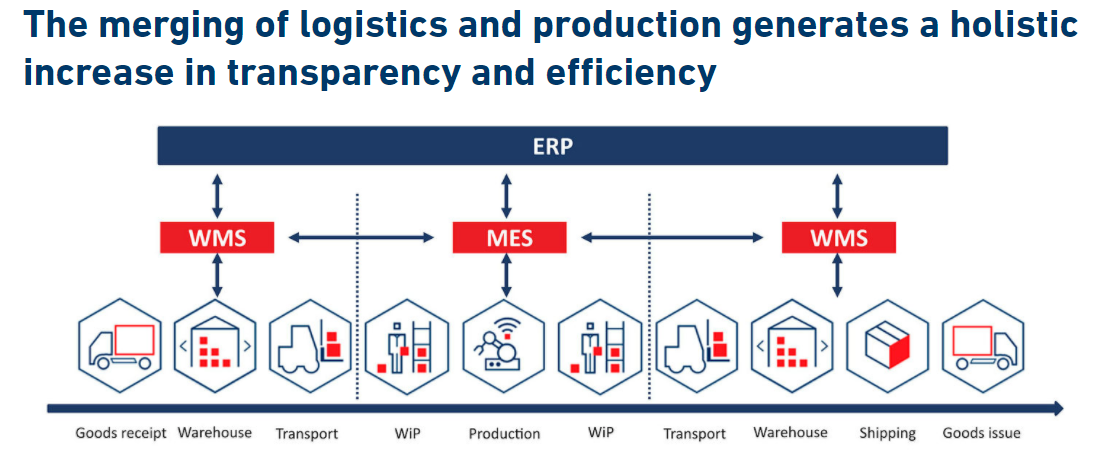 The merging of logistics and production generates a holistic
increase in transparency and efficiency
ERP
WMS
MES
WMS
Goods receipt
Warehouse
Transport
WiP
Production
WiP
Transport
Warehouse
Shipping
Goods issue